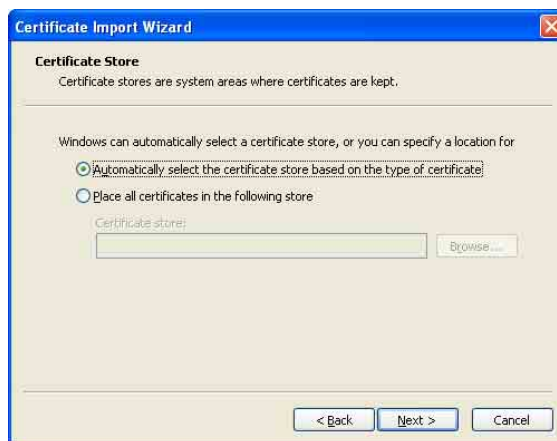 Certificate Import Wizard
Certificate Store
Certificate stores are system areas where certificates are kept.
Windows can automatically select a certificate store, or you can specify a location for
Automatically select the certificate store based on the type of certificate
Place all certificates in the following store
Certificate store:
Browse...
< Back Next > Cancel